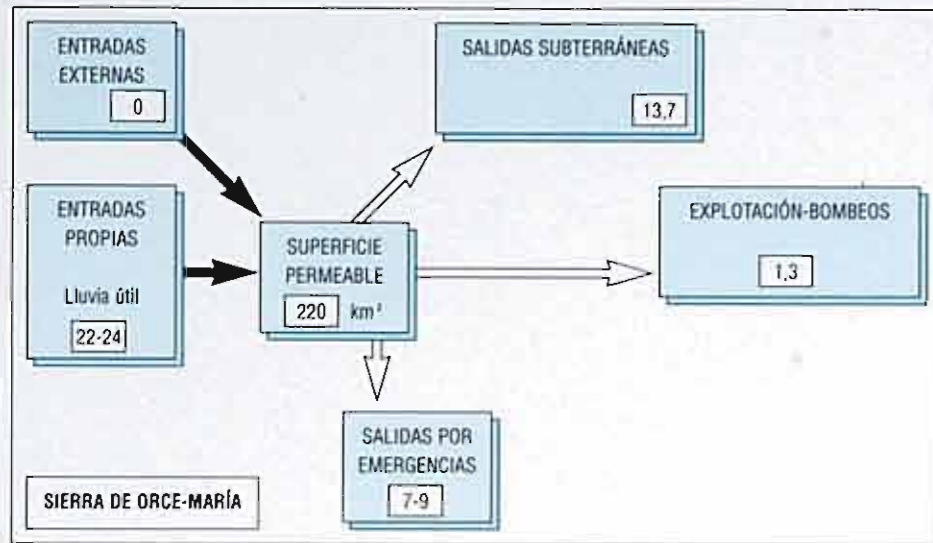 ENTRADAS
EXTERNAS
0
SALIDAS SUBTERRÁNEAS
13,7
ENTRADAS
PROPIAS
Lluvia útil
22-24
SUPERFICIE
PERMEABLE
220 km²
EXPLOTACIÓN-BOMBEOS
1,3
SALIDAS POR
EMERGENCIAS
7-9
SIERRA DE ORCE-MARÍA